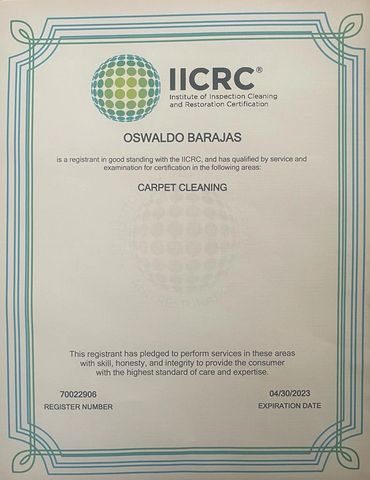 IICRC®
Institute of Inspection Cleaning
and Restoration Certification
OSWALDO BARAJAS
is a registrant in good standing with the IICRC, and has qualified by service and
examination for certification in the following areas:
CARPET CLEANING
This registrant has pledged to perform services in these areas
with skill, honesty, and integrity to provide the consumer
with the highest standard of care and expertise.
70022906
REGISTER NUMBER
04/30/2023
EXPIRATION DATE